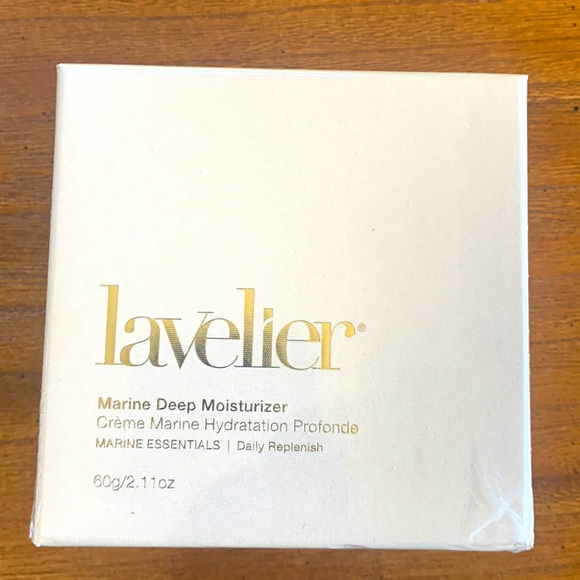 lavelier®
Marine Deep Moisturizer
Crème Marine Hydratation Profonde
MARINE ESSENTIALS | Daily Replenish
60g/2.11oz